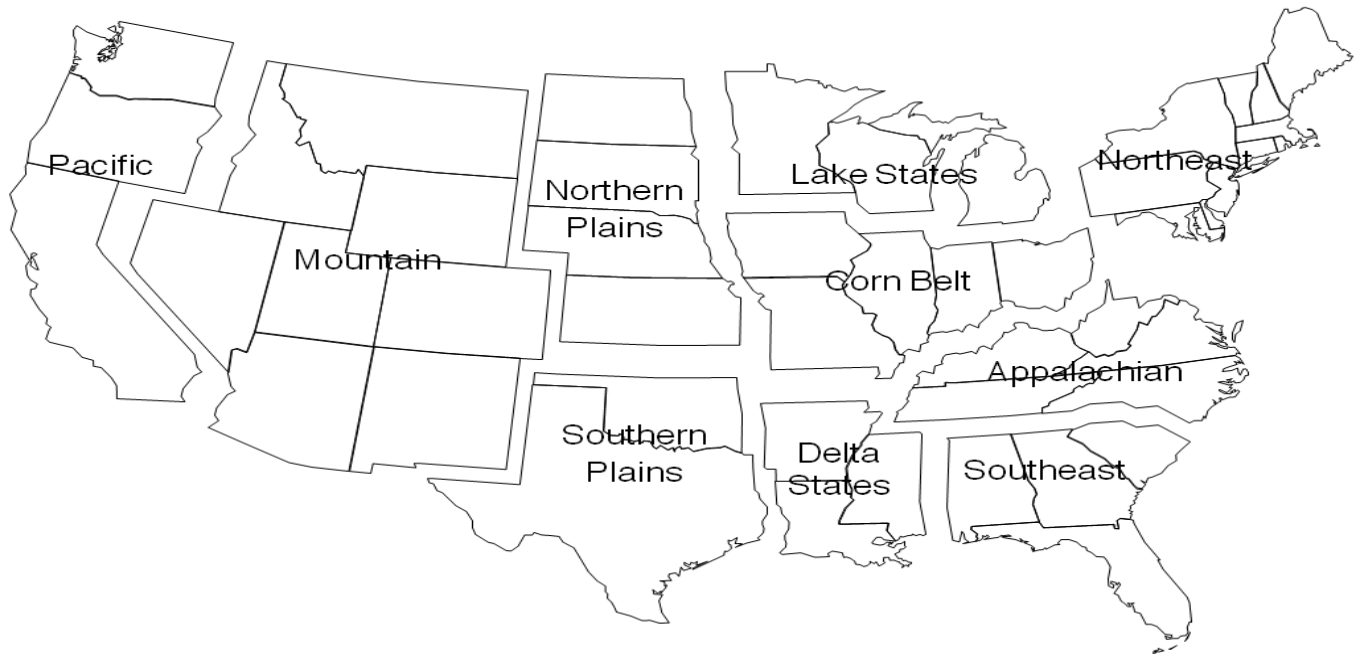 Pacific
Mountain
Northern
Plains
Lake States
Northeast
Corn Belt
Appalachian
Southern
Plains
Delta
States
Southeast